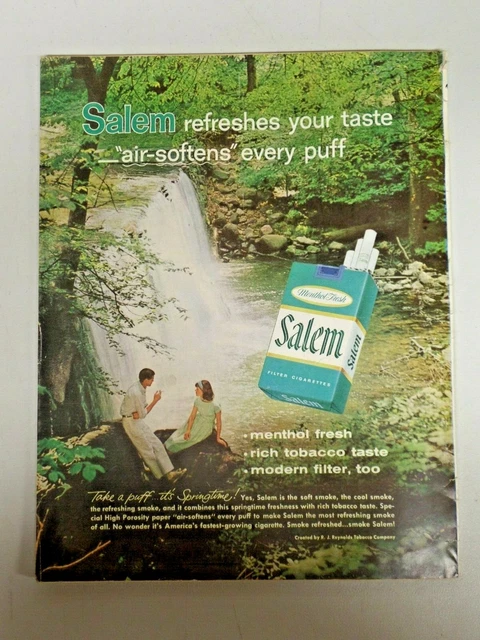 Salem refreshes your taste
—"air-softens" every puff
Menthol Fresh
Salem
Salem
FILTER CIGARETTES
Salem
• menthol fresh
• rich tobacco taste
• modern filter, too
Take a puff...it's Springtime! Yes, Salem is the soft smoke, the cool smoke,
the refreshing smoke, and it combines this springtime freshness with rich tobacco taste. Spe-
cial High Porosity paper "air-softens" every puff to make Salem the most refreshing smoke
of all. No wonder it's America's fastest-growing cigarette. Smoke refreshed...smoke Salem!
Created by R. J. Reynolds Tobacco Company